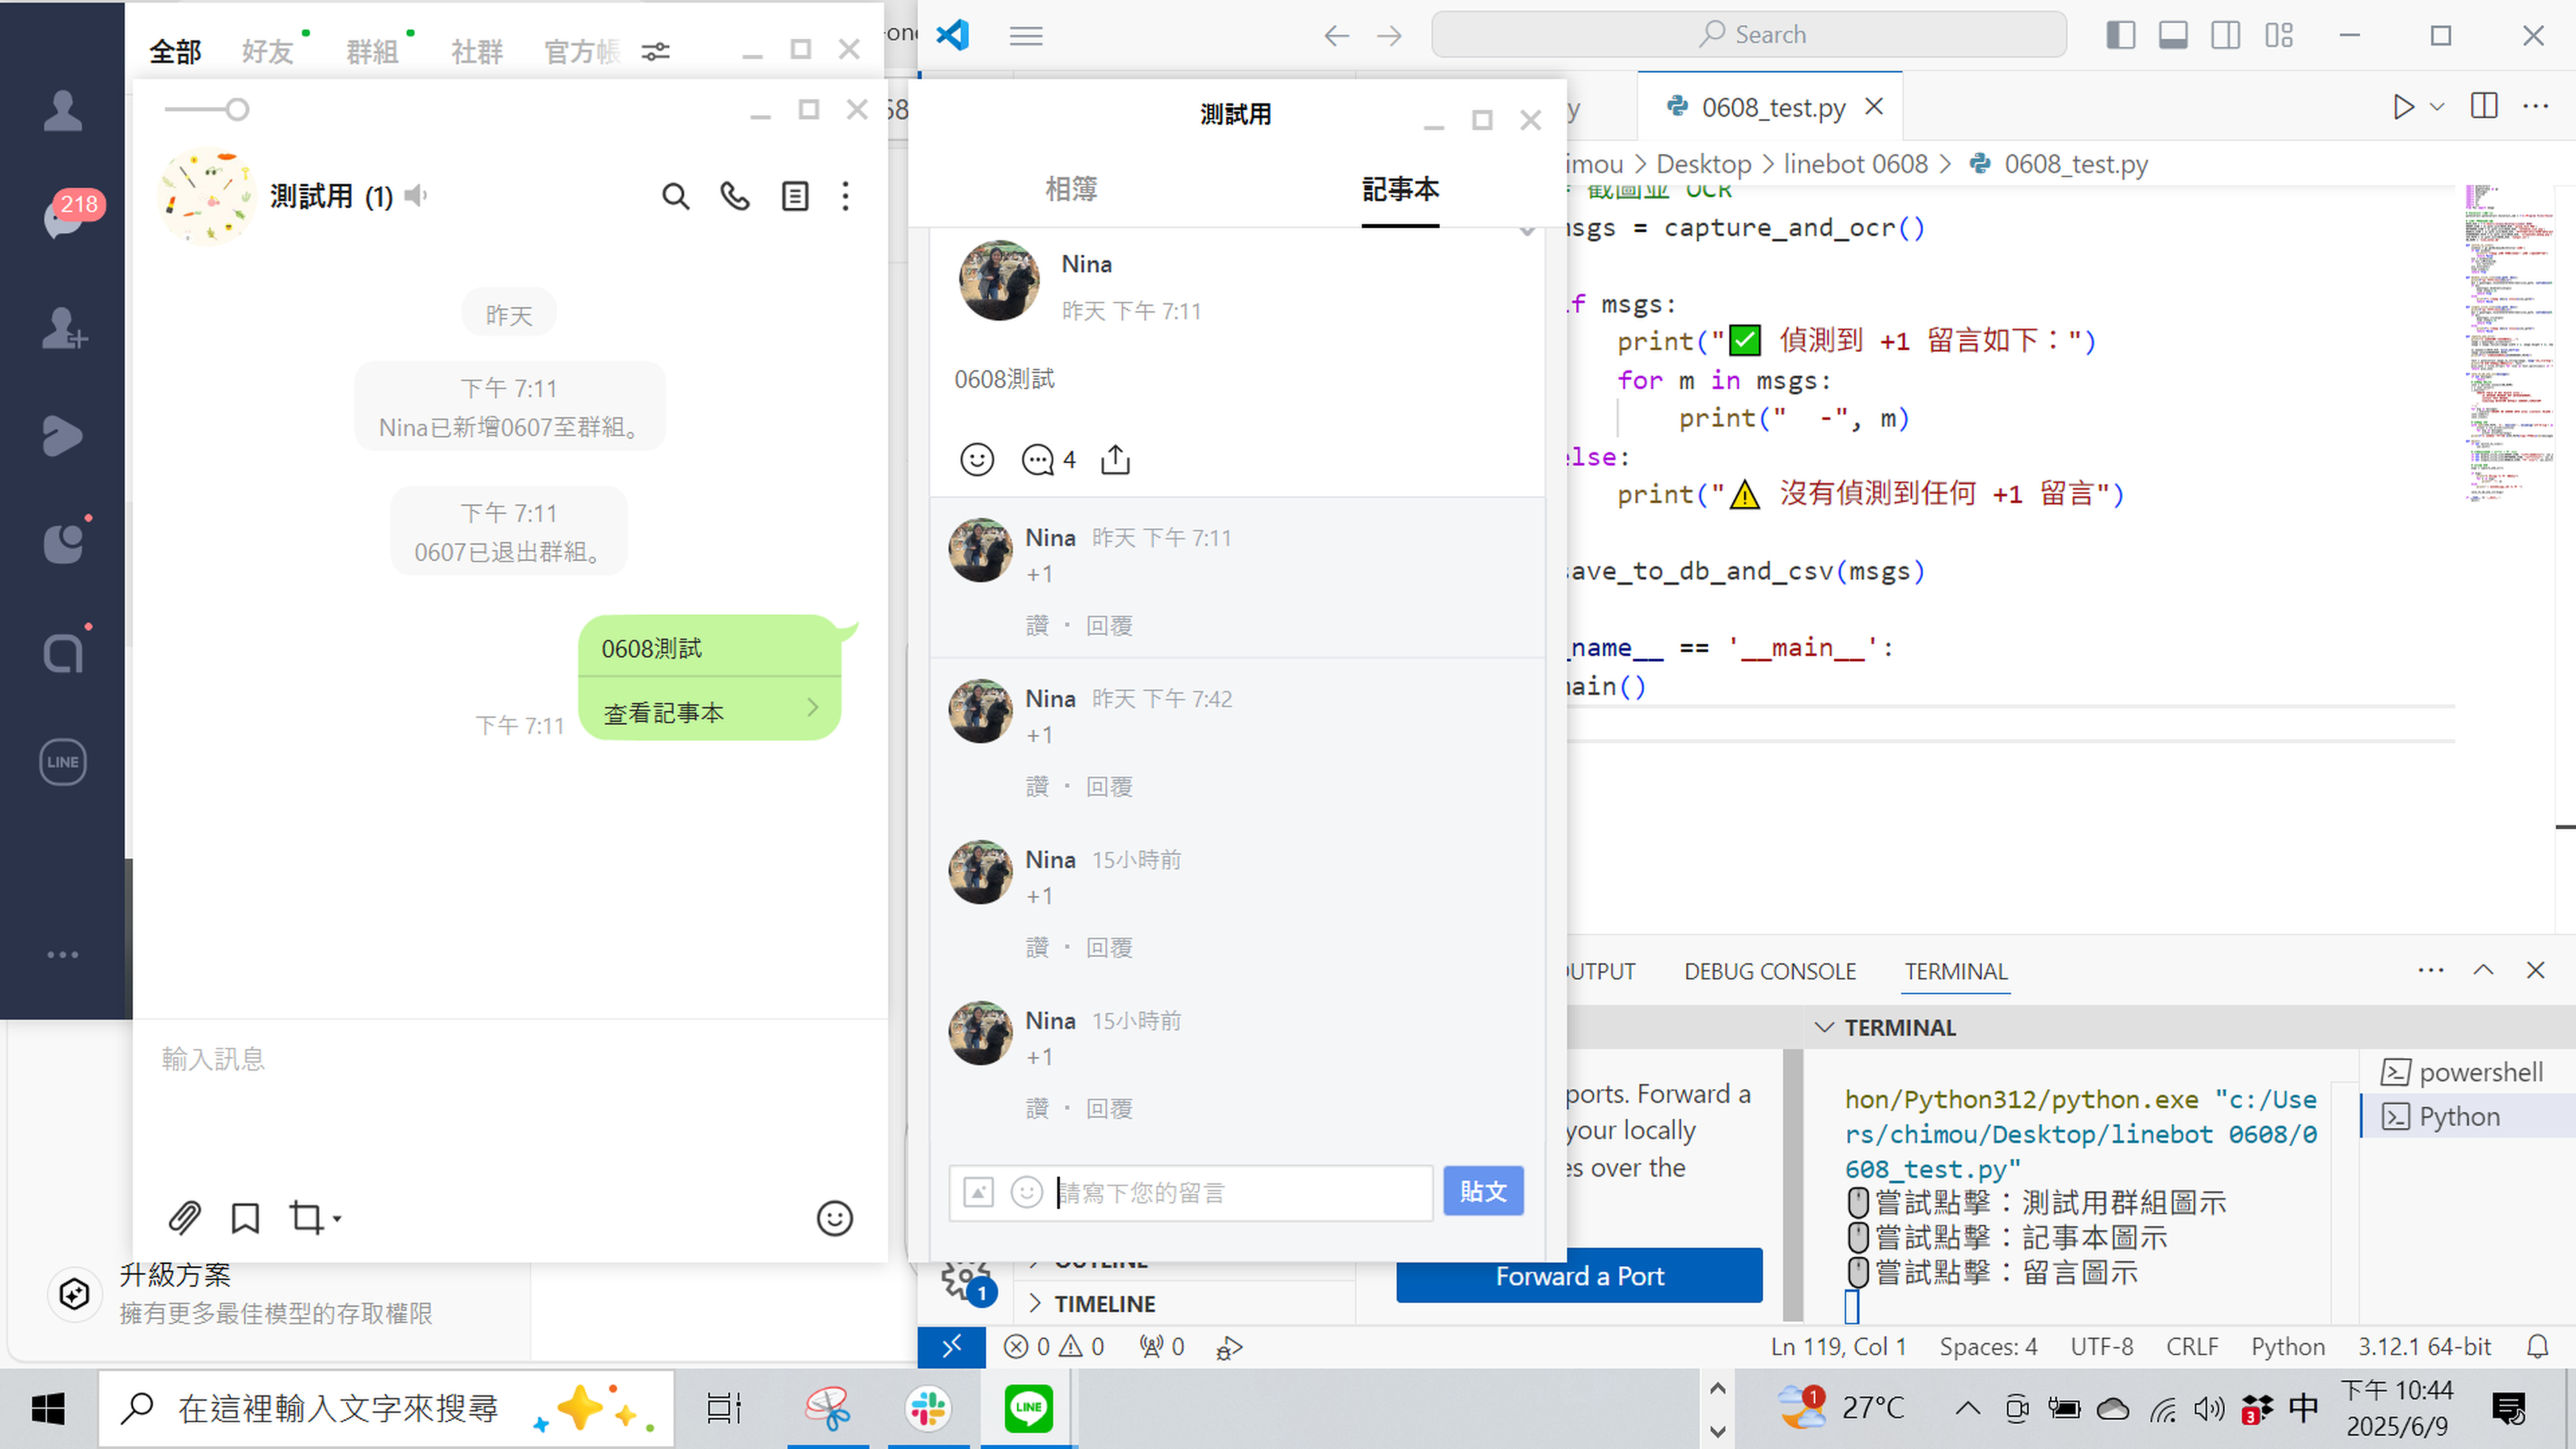 全部 好友 群組 社群 官方帳
218
LINE
測試用 (1)
昨天
下午 7:11
Nina已新增0607至群組。
下午 7:11
0607已退出群組。
0608測試
查看記事本
下午 7:11
輸入訊息
升級方案
擁有更多最佳模型的存取權限
測試用
相簿 記事本
Nina
昨天 下午 7:11
0608測試
4
Nina 昨天 下午 7:11
+1
讚 · 回覆
Nina 昨天 下午 7:42
+1
讚 · 回覆
Nina 15小時前
+1
讚 · 回覆
Nina 15小時前
+1
讚 · 回覆
請寫下您的留言 貼文
Search
0608_test.py
imou > Desktop > linebot 0608 > 0608_test.py
截圖並 OCR
msgs = capture_and_ocr()
if msgs:
print("✅ 偵測到 +1 留言如下：")
for m in msgs:
print("  -", m)
else:
print("⚠ 沒有偵測到任何 +1 留言")
save_to_db_and_csv(msgs)
_name__ == '__main__':
main()
OUTPUT DEBUG CONSOLE TERMINAL
TERMINAL
ports. Forward a
your locally
es over the
Forward a Port
hon/Python312/python.exe "c:/Use
rs/chimou/Desktop/linebot 0608/0
608_test.py"
嘗試點擊：測試用群組圖示
嘗試點擊：記事本圖示
嘗試點擊：留言圖示
powershell
Python
1
OUTLINE
TIMELINE
0 0 0
Ln 119, Col 1 Spaces: 4 UTF-8 CRLF Python 3.12.1 64-bit
在這裡輸入文字來搜尋
LINE
1
27°C
3
中
下午 10:44
2025/6/9